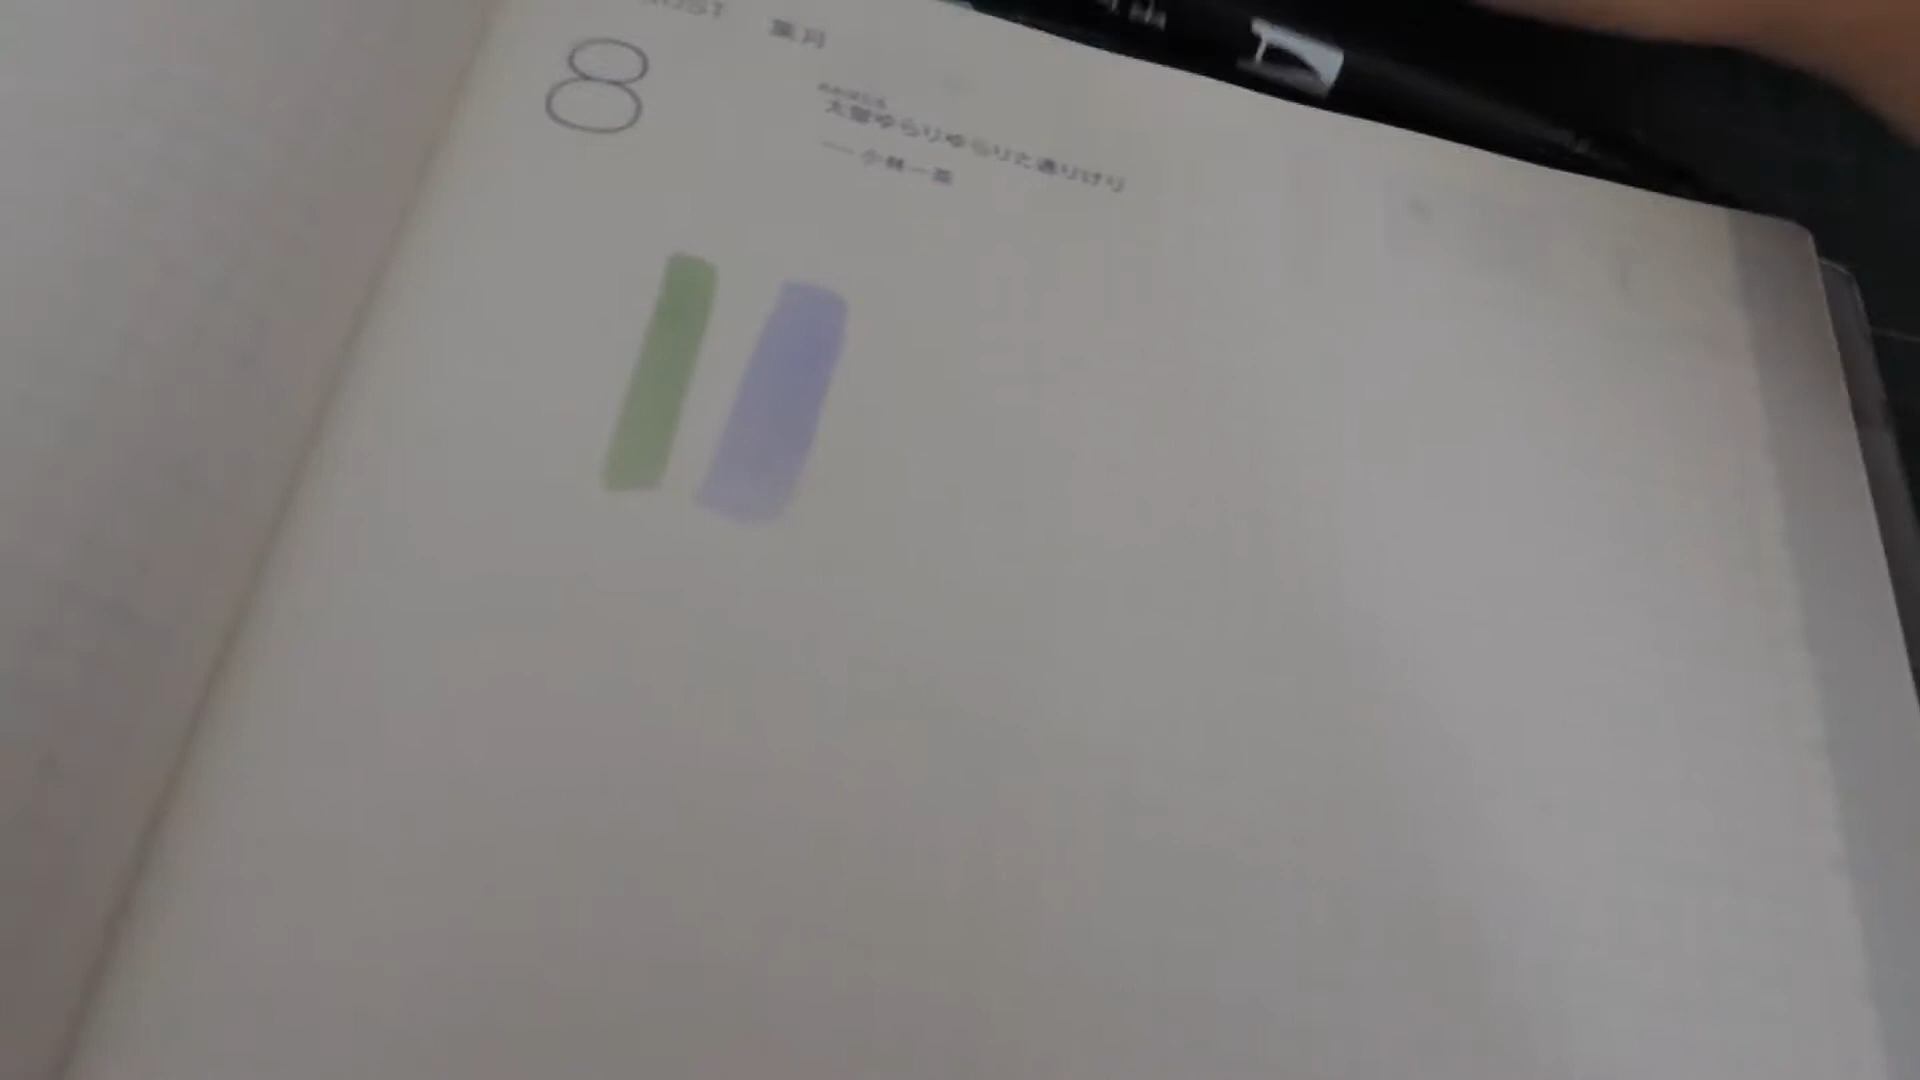 葉月
8
大螢ゆらりゆらりと通りけり
── 小林一茶